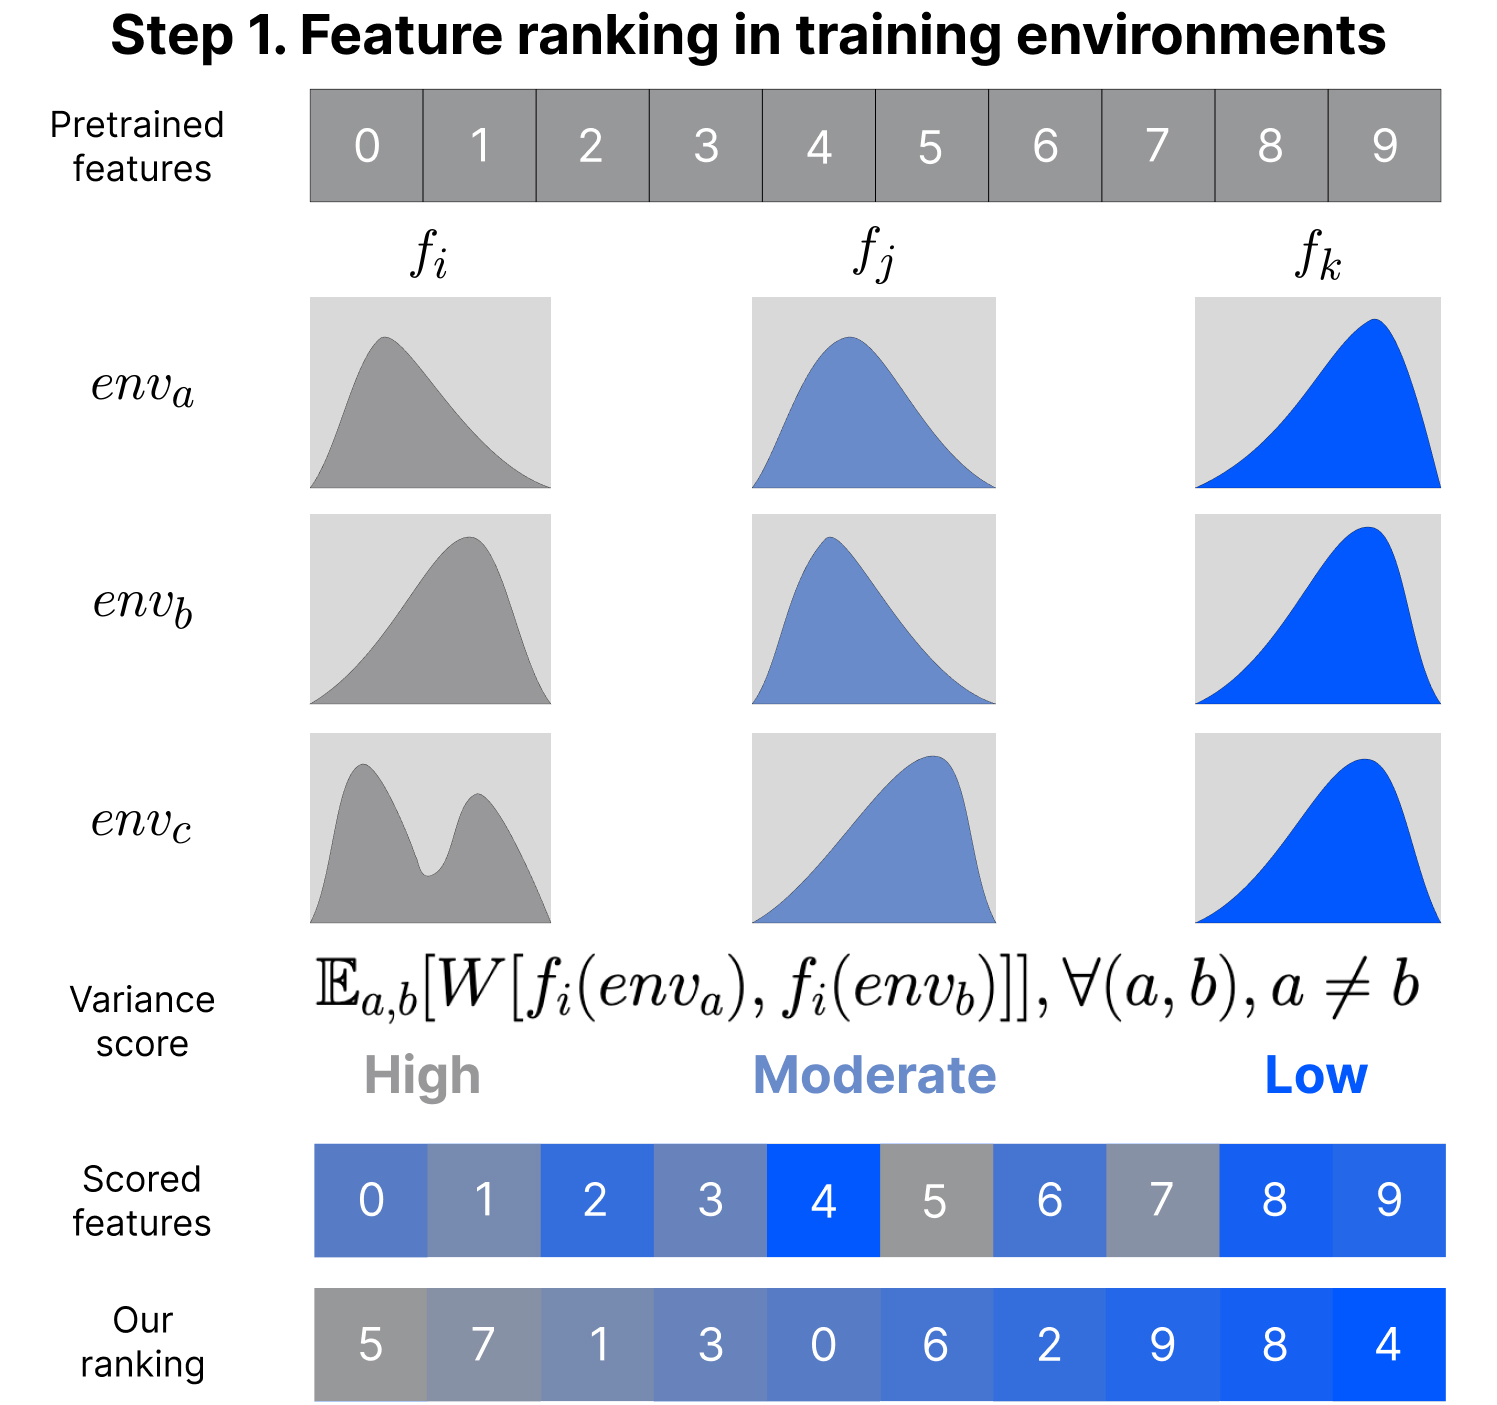 Step 1. Feature ranking in training environments
Pretrained
features
0 1 2 3 4 5 6 7 8 9
f_i f_j f_k
env_a
env_b
env_c
Variance
score
𝔼_{a,b}[W[f_i(env_a), f_i(env_b)]], ∀(a, b), a ≠ b
High Moderate Low
Scored
features
0 1 2 3 4 5 6 7 8 9
Our
ranking
5 7 1 3 0 6 2 9 8 4